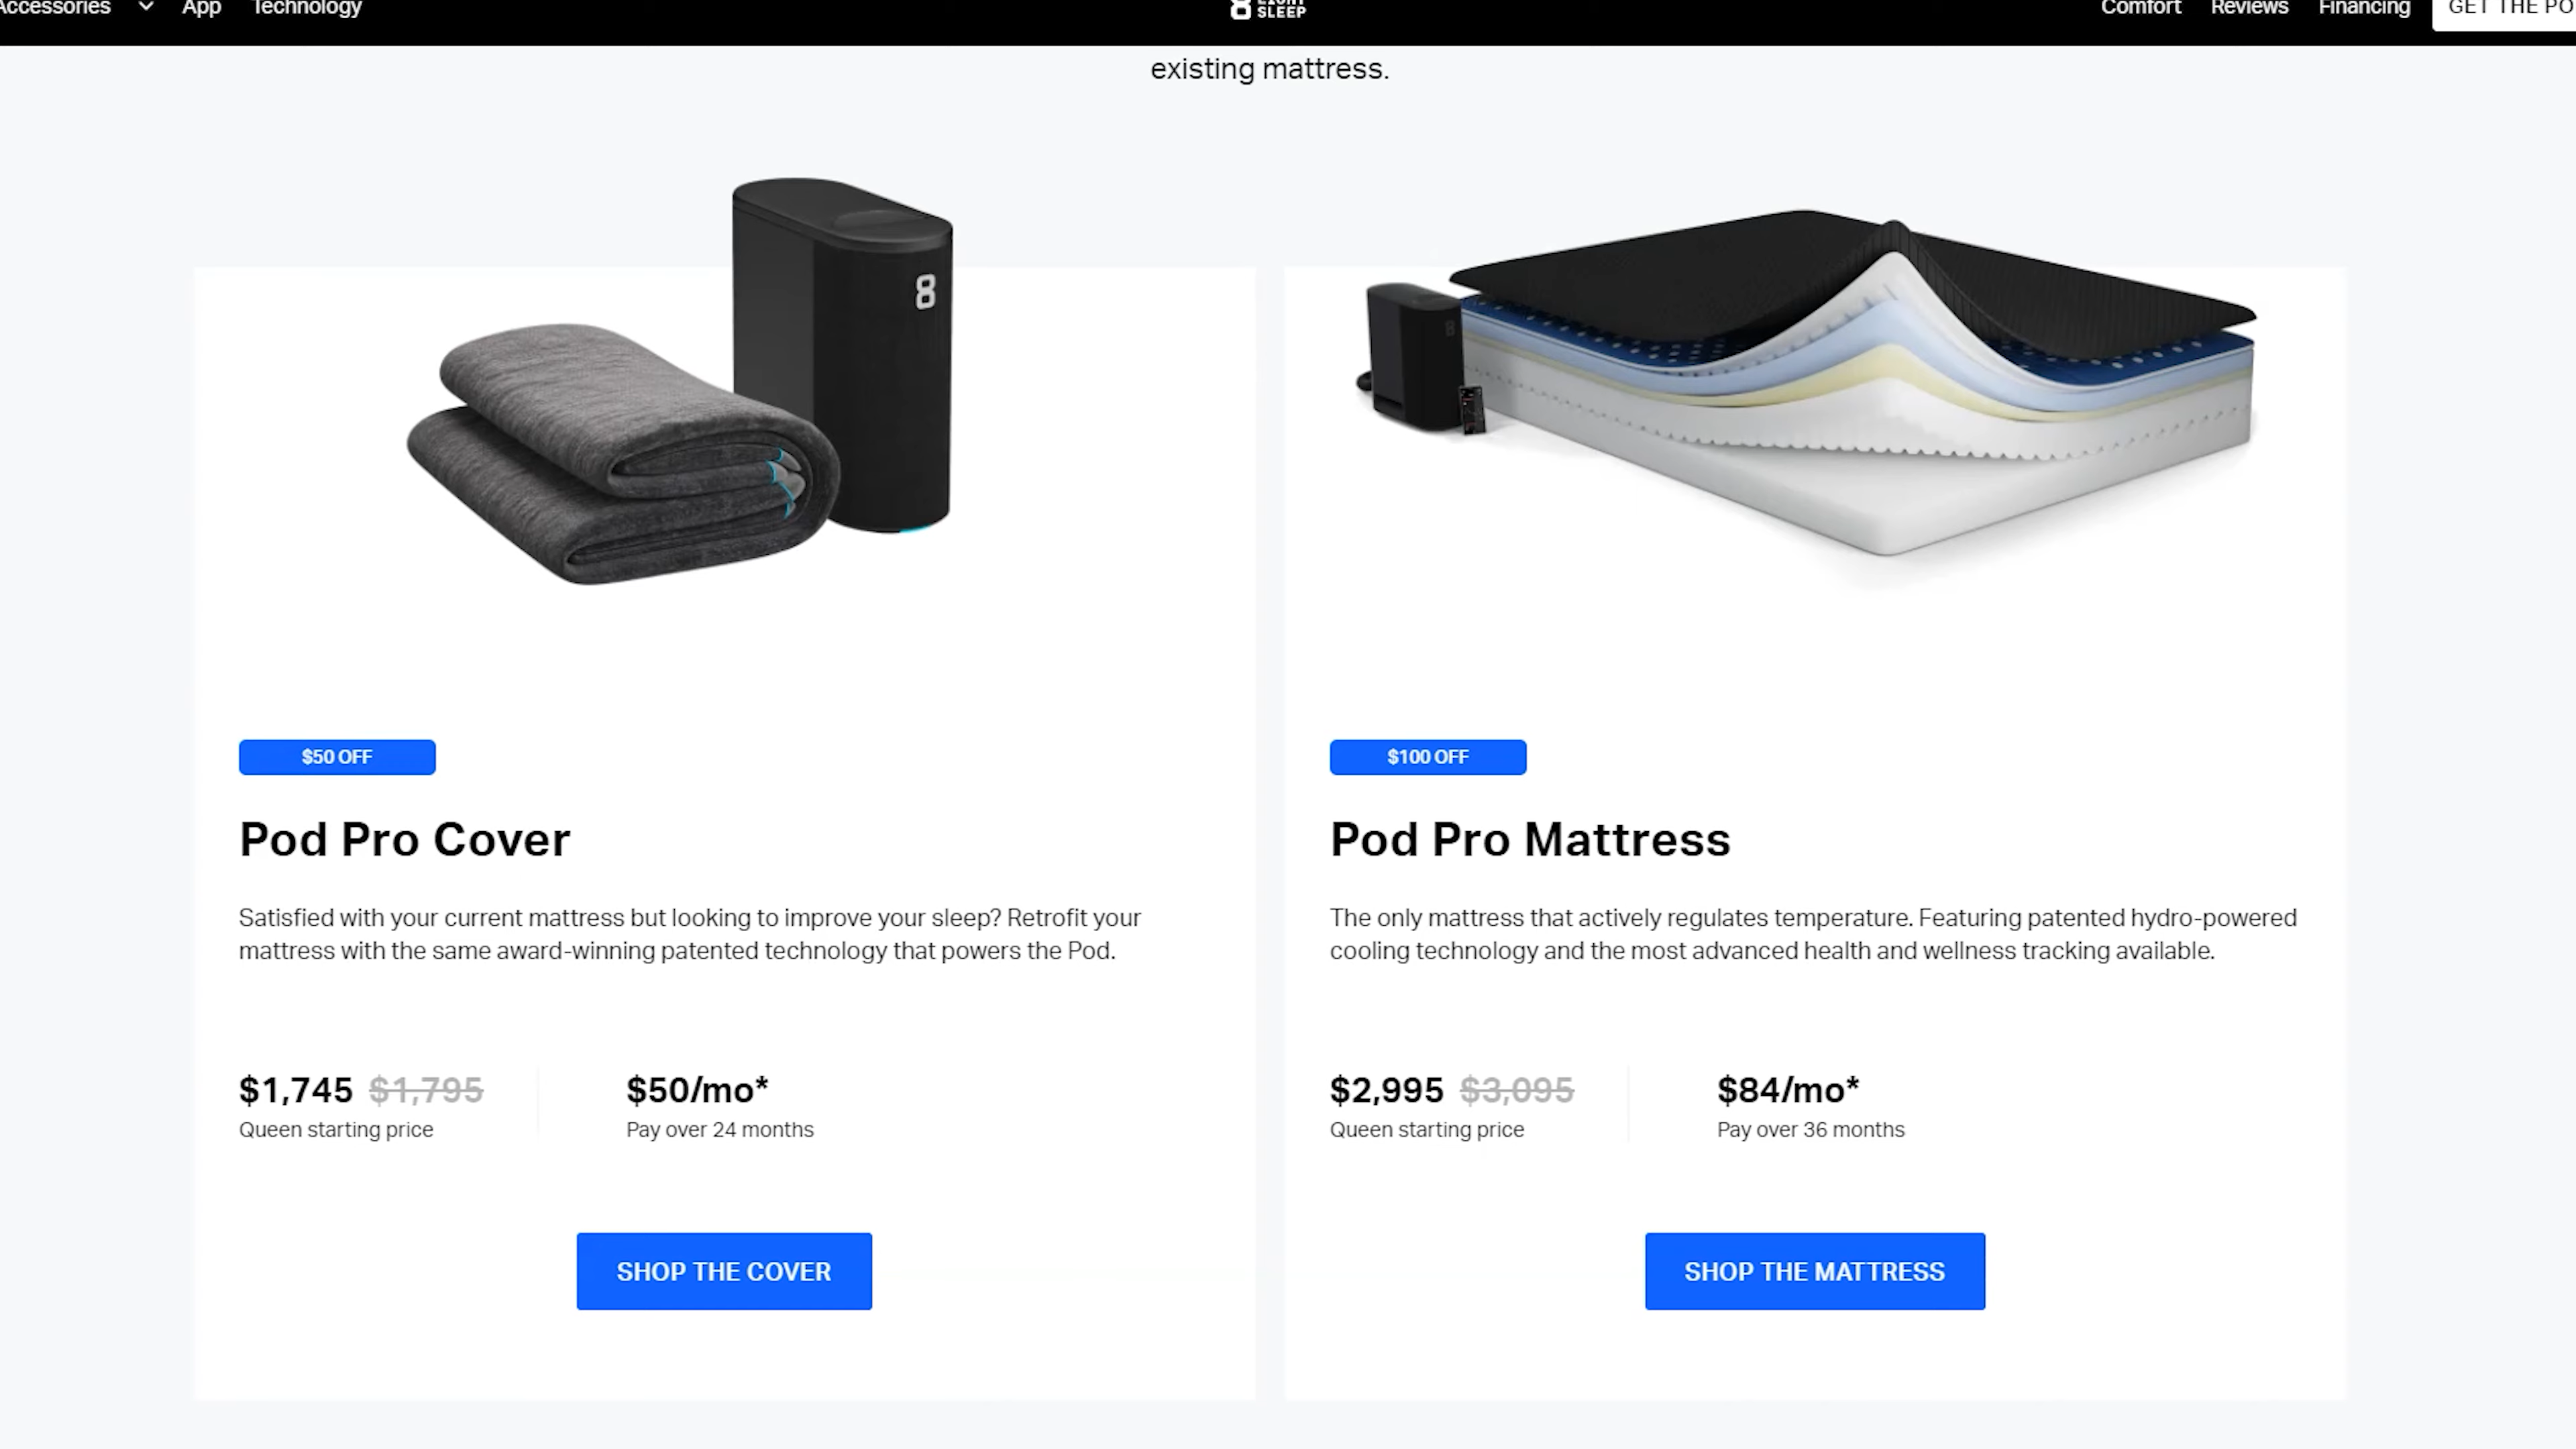 Accessories App Technology
SLEEP
Comfort Reviews Financing
existing mattress.
8
$50 OFF
Pod Pro Cover
Satisfied with your current mattress but looking to improve your sleep? Retrofit your
mattress with the same award-winning patented technology that powers the Pod.
$1,745 $1,795
Queen starting price
$50/mo*
Pay over 24 months
SHOP THE COVER
$100 OFF
Pod Pro Mattress
The only mattress that actively regulates temperature. Featuring patented hydro-powered
cooling technology and the most advanced health and wellness tracking available.
$2,995 $3,095
Queen starting price
$84/mo*
Pay over 36 months
SHOP THE MATTRESS